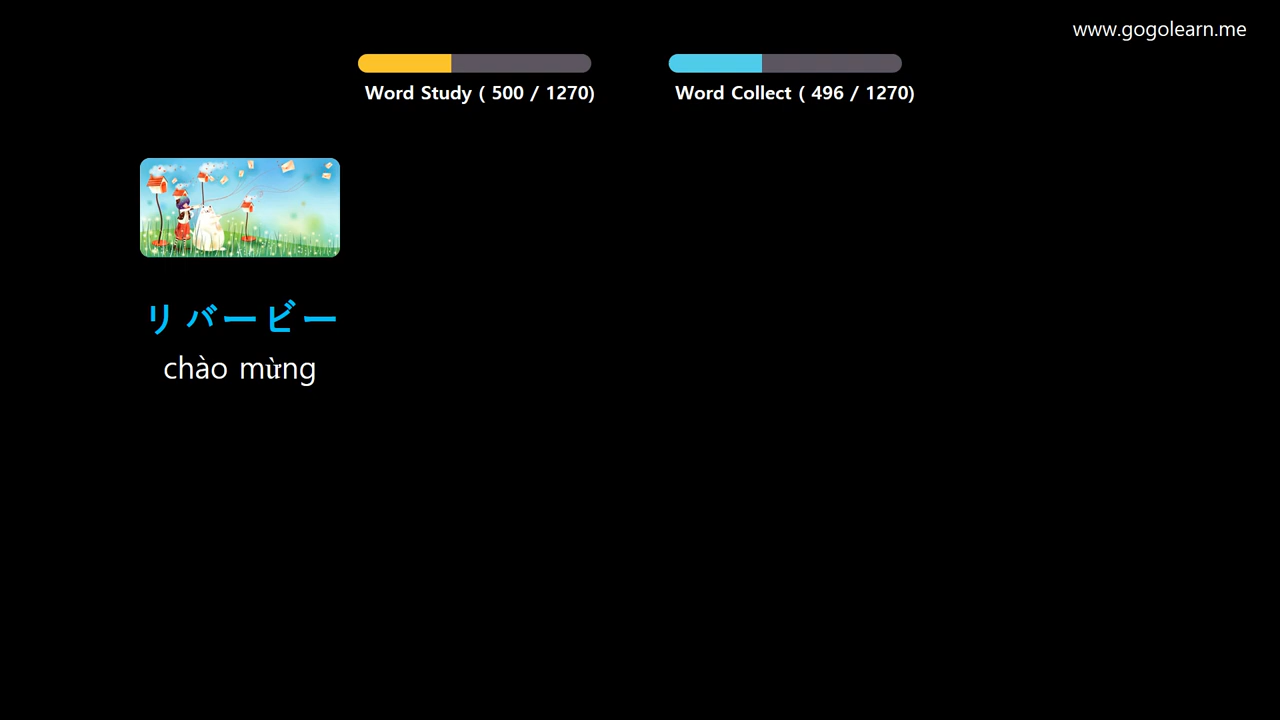 www.gogolearn.me
Word Study ( 500 / 1270)
Word Collect ( 496 / 1270)
リバービー
chào mừng